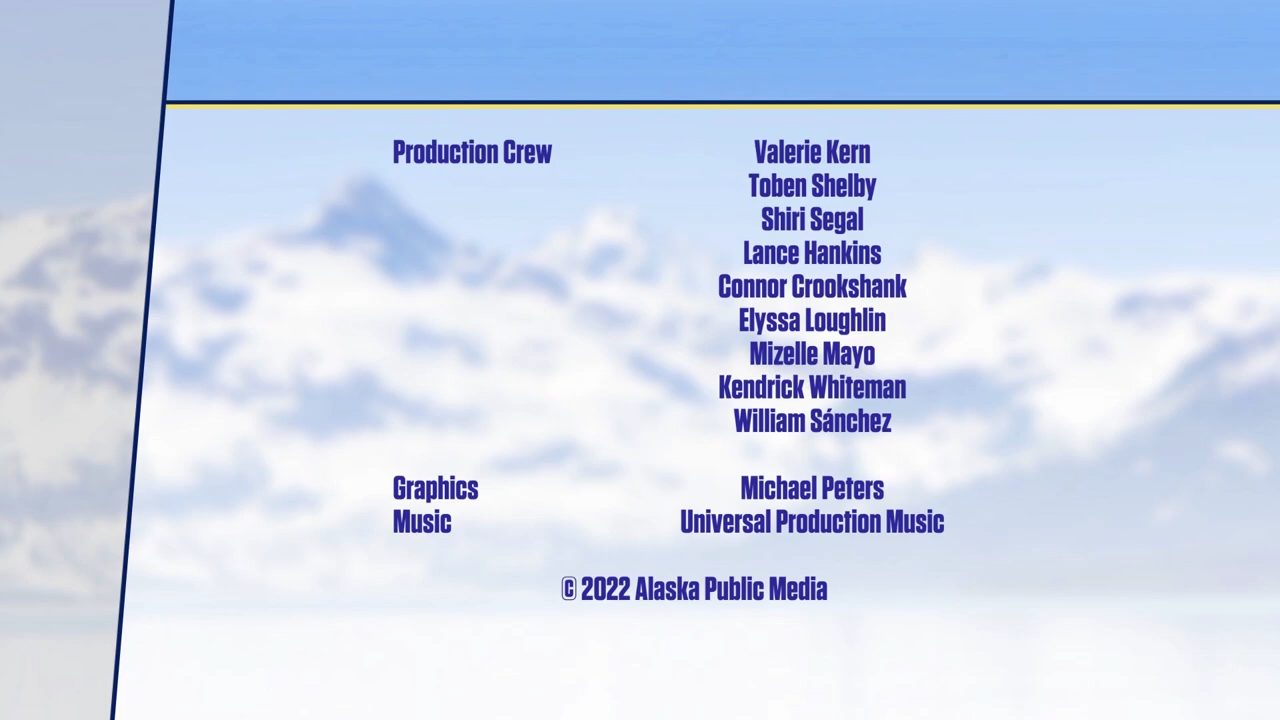 Production Crew Valerie Kern
Toben Shelby
Shiri Segal
Lance Hankins
Connor Crookshank
Elyssa Loughlin
Mizelle Mayo
Kendrick Whiteman
William Sánchez
Graphics Michael Peters
Music Universal Production Music
© 2022 Alaska Public Media